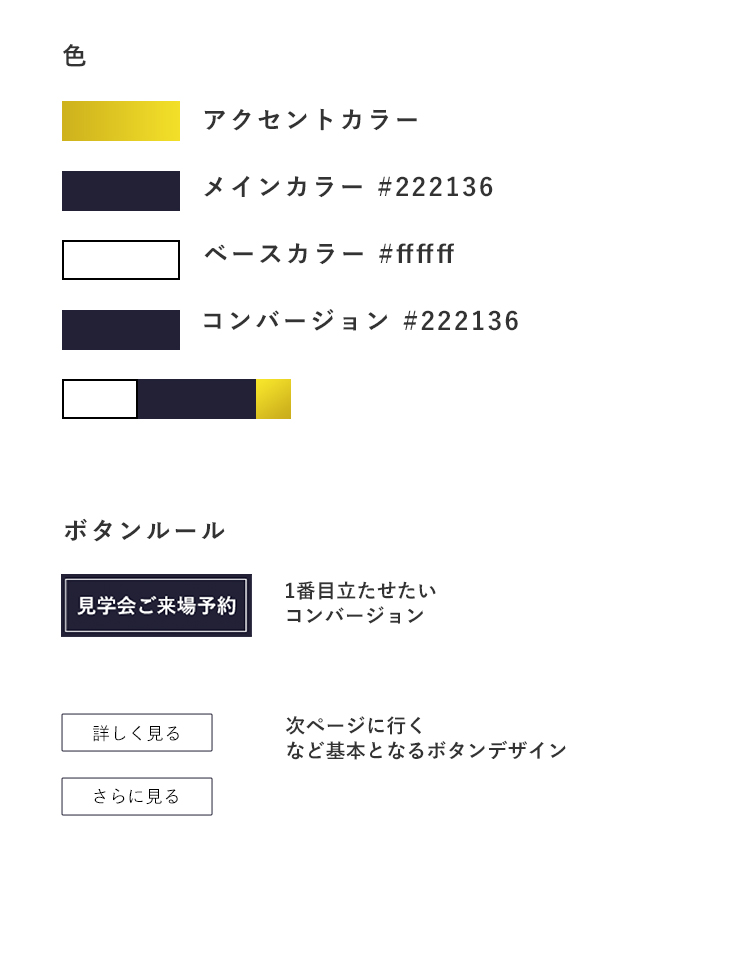 色
アクセントカラー
メインカラー #222136
ベースカラー #ffffff
コンバージョン #222136
ボタンルール
見学会ご来場予約
1番目立たせたい
コンバージョン
詳しく見る
次ページに行く
など基本となるボタンデザイン
さらに見る